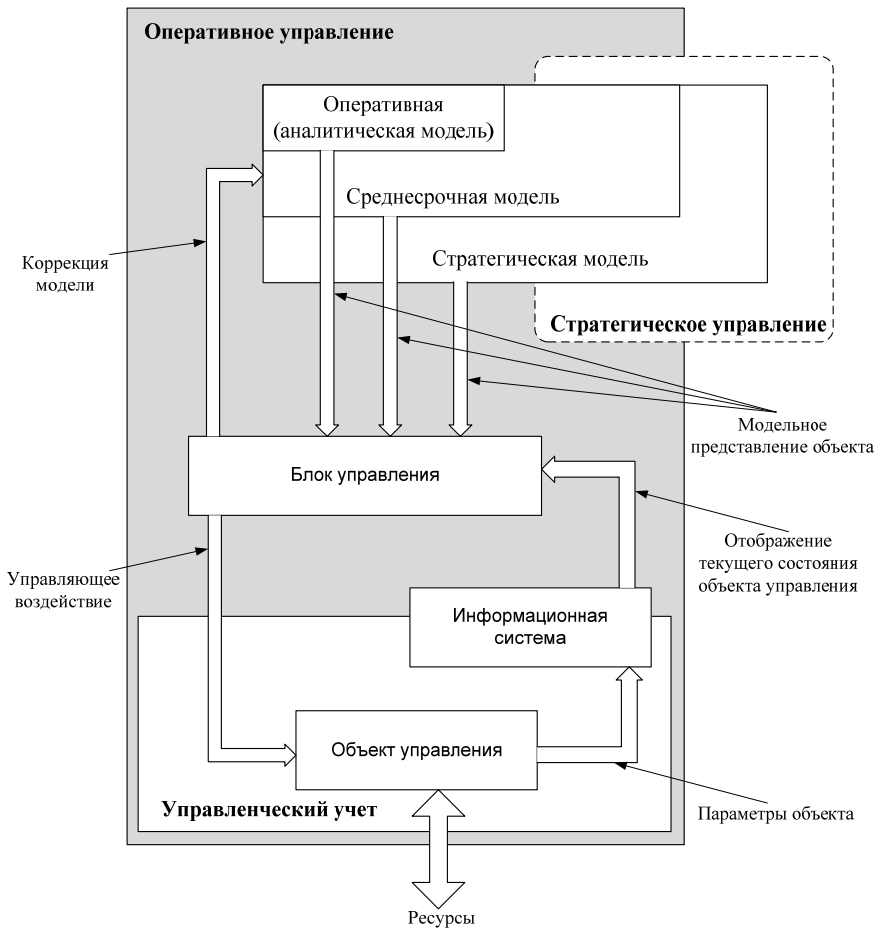 Оперативное управление
Оперативная
(аналитическая модель)
Среднесрочная модель
Стратегическая модель
Коррекция
модели
Стратегическое управление
Модельное
представление объекта
Блок управления
Отображение
текущего состояния
объекта управления
Управляющее
воздействие
Информационная
система
Объект управления
Управленческий учет
Параметры объекта
Ресурсы